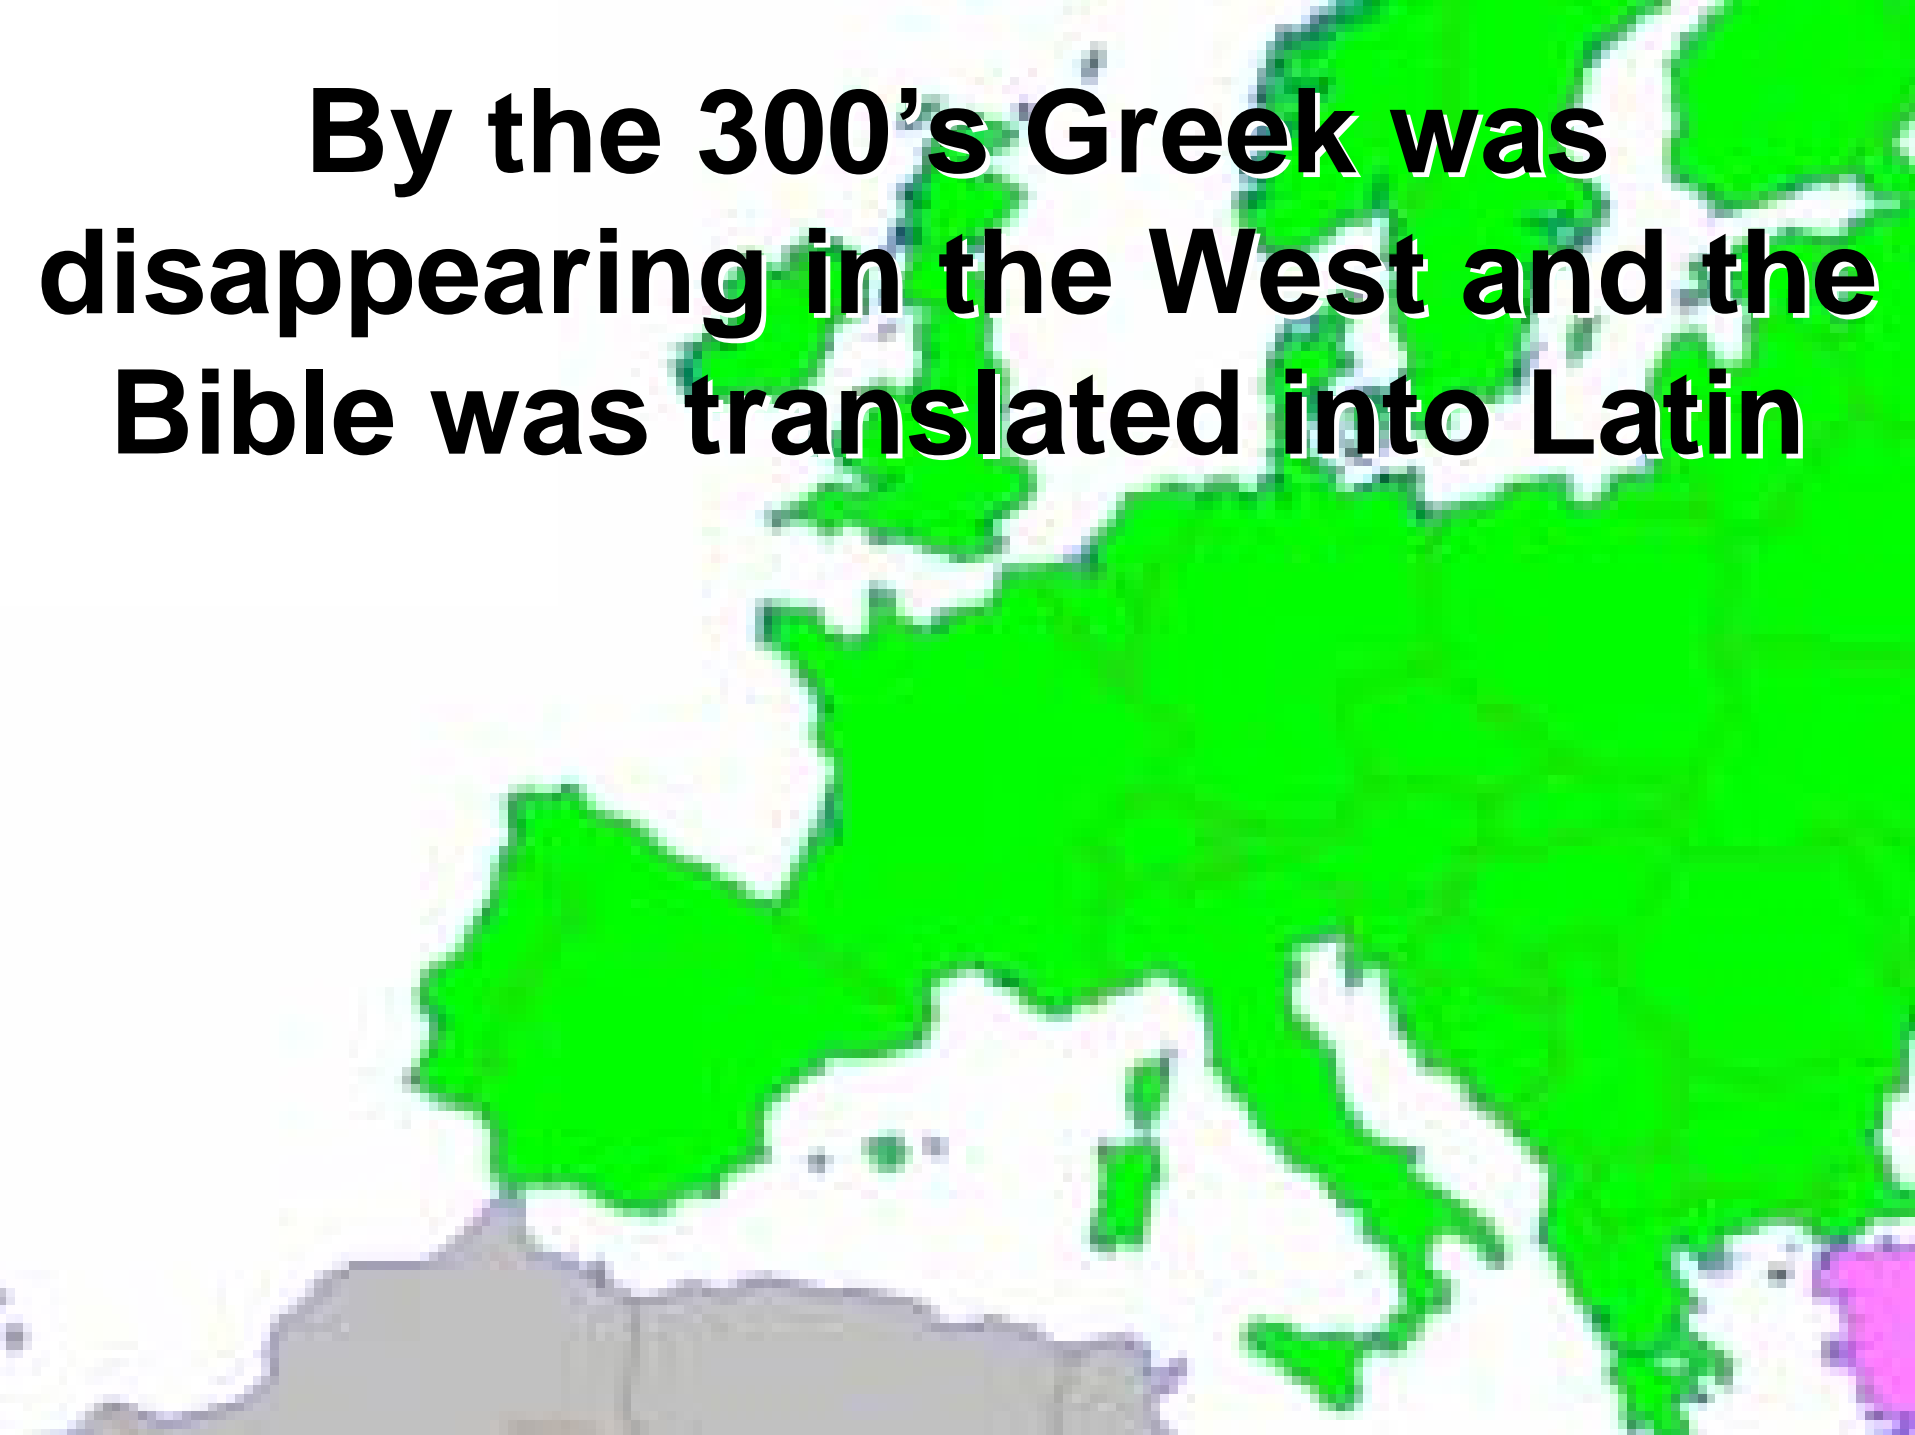 By the 300’s Greek was
disappearing in the West and the
Bible was translated into Latin